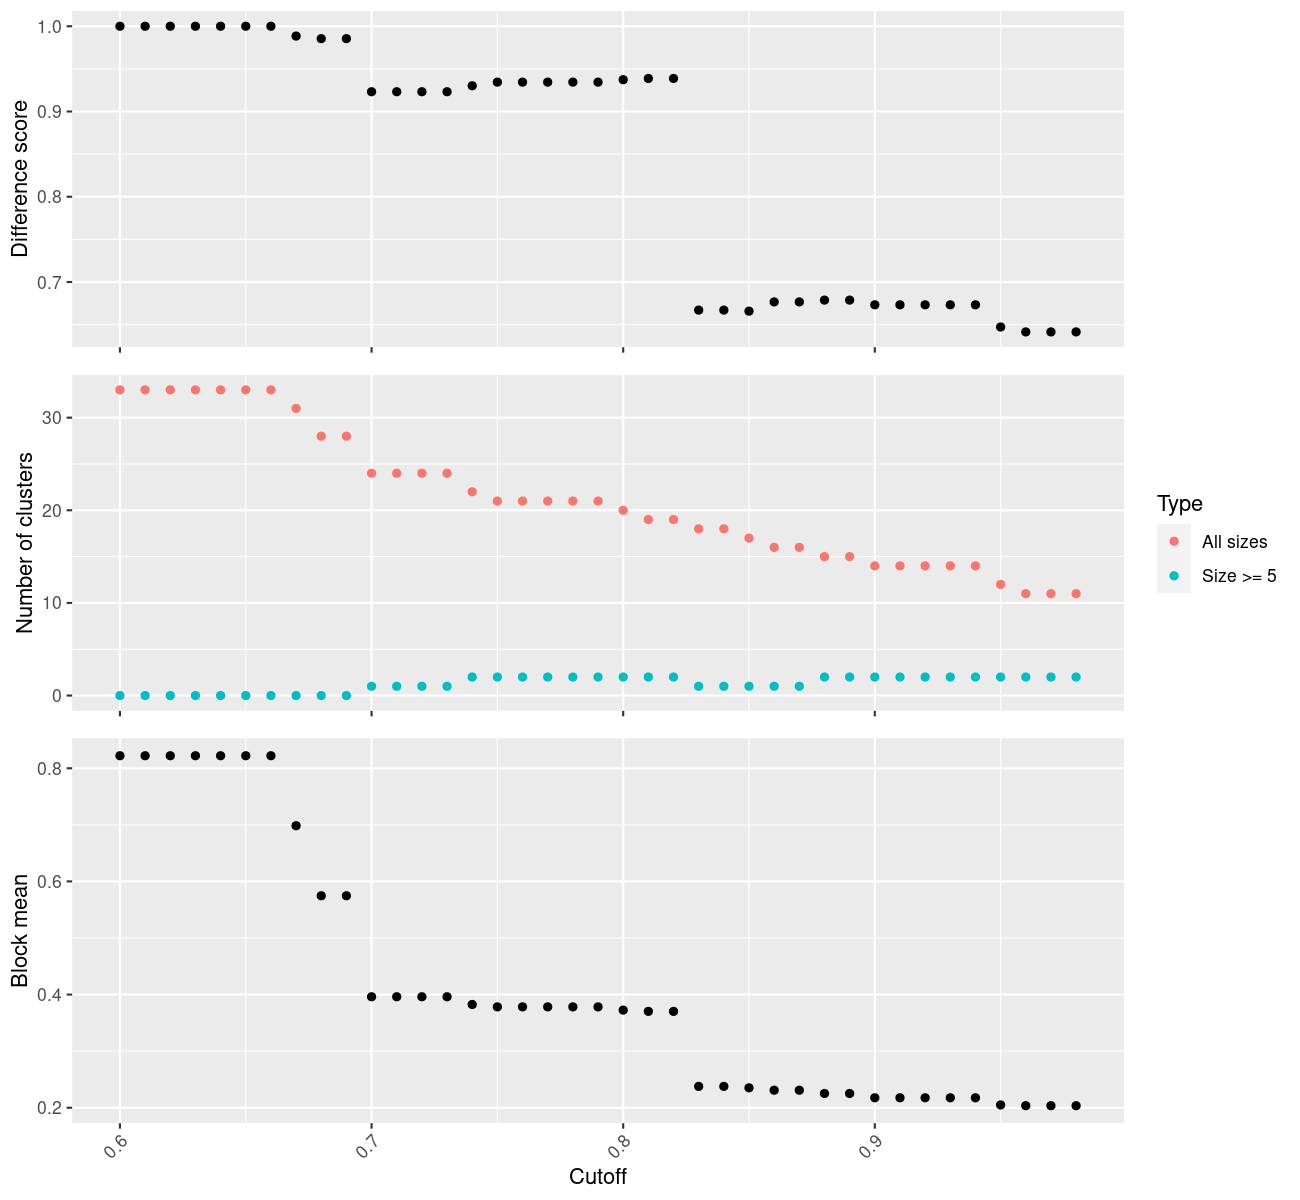 1.0
0.9
0.8
0.7
Difference score
30
20
10
0
Number of clusters
Type
All sizes
Size >= 5
0.8
0.6
0.4
0.2
Block mean
0.6
0.7
0.8
0.9
Cutoff